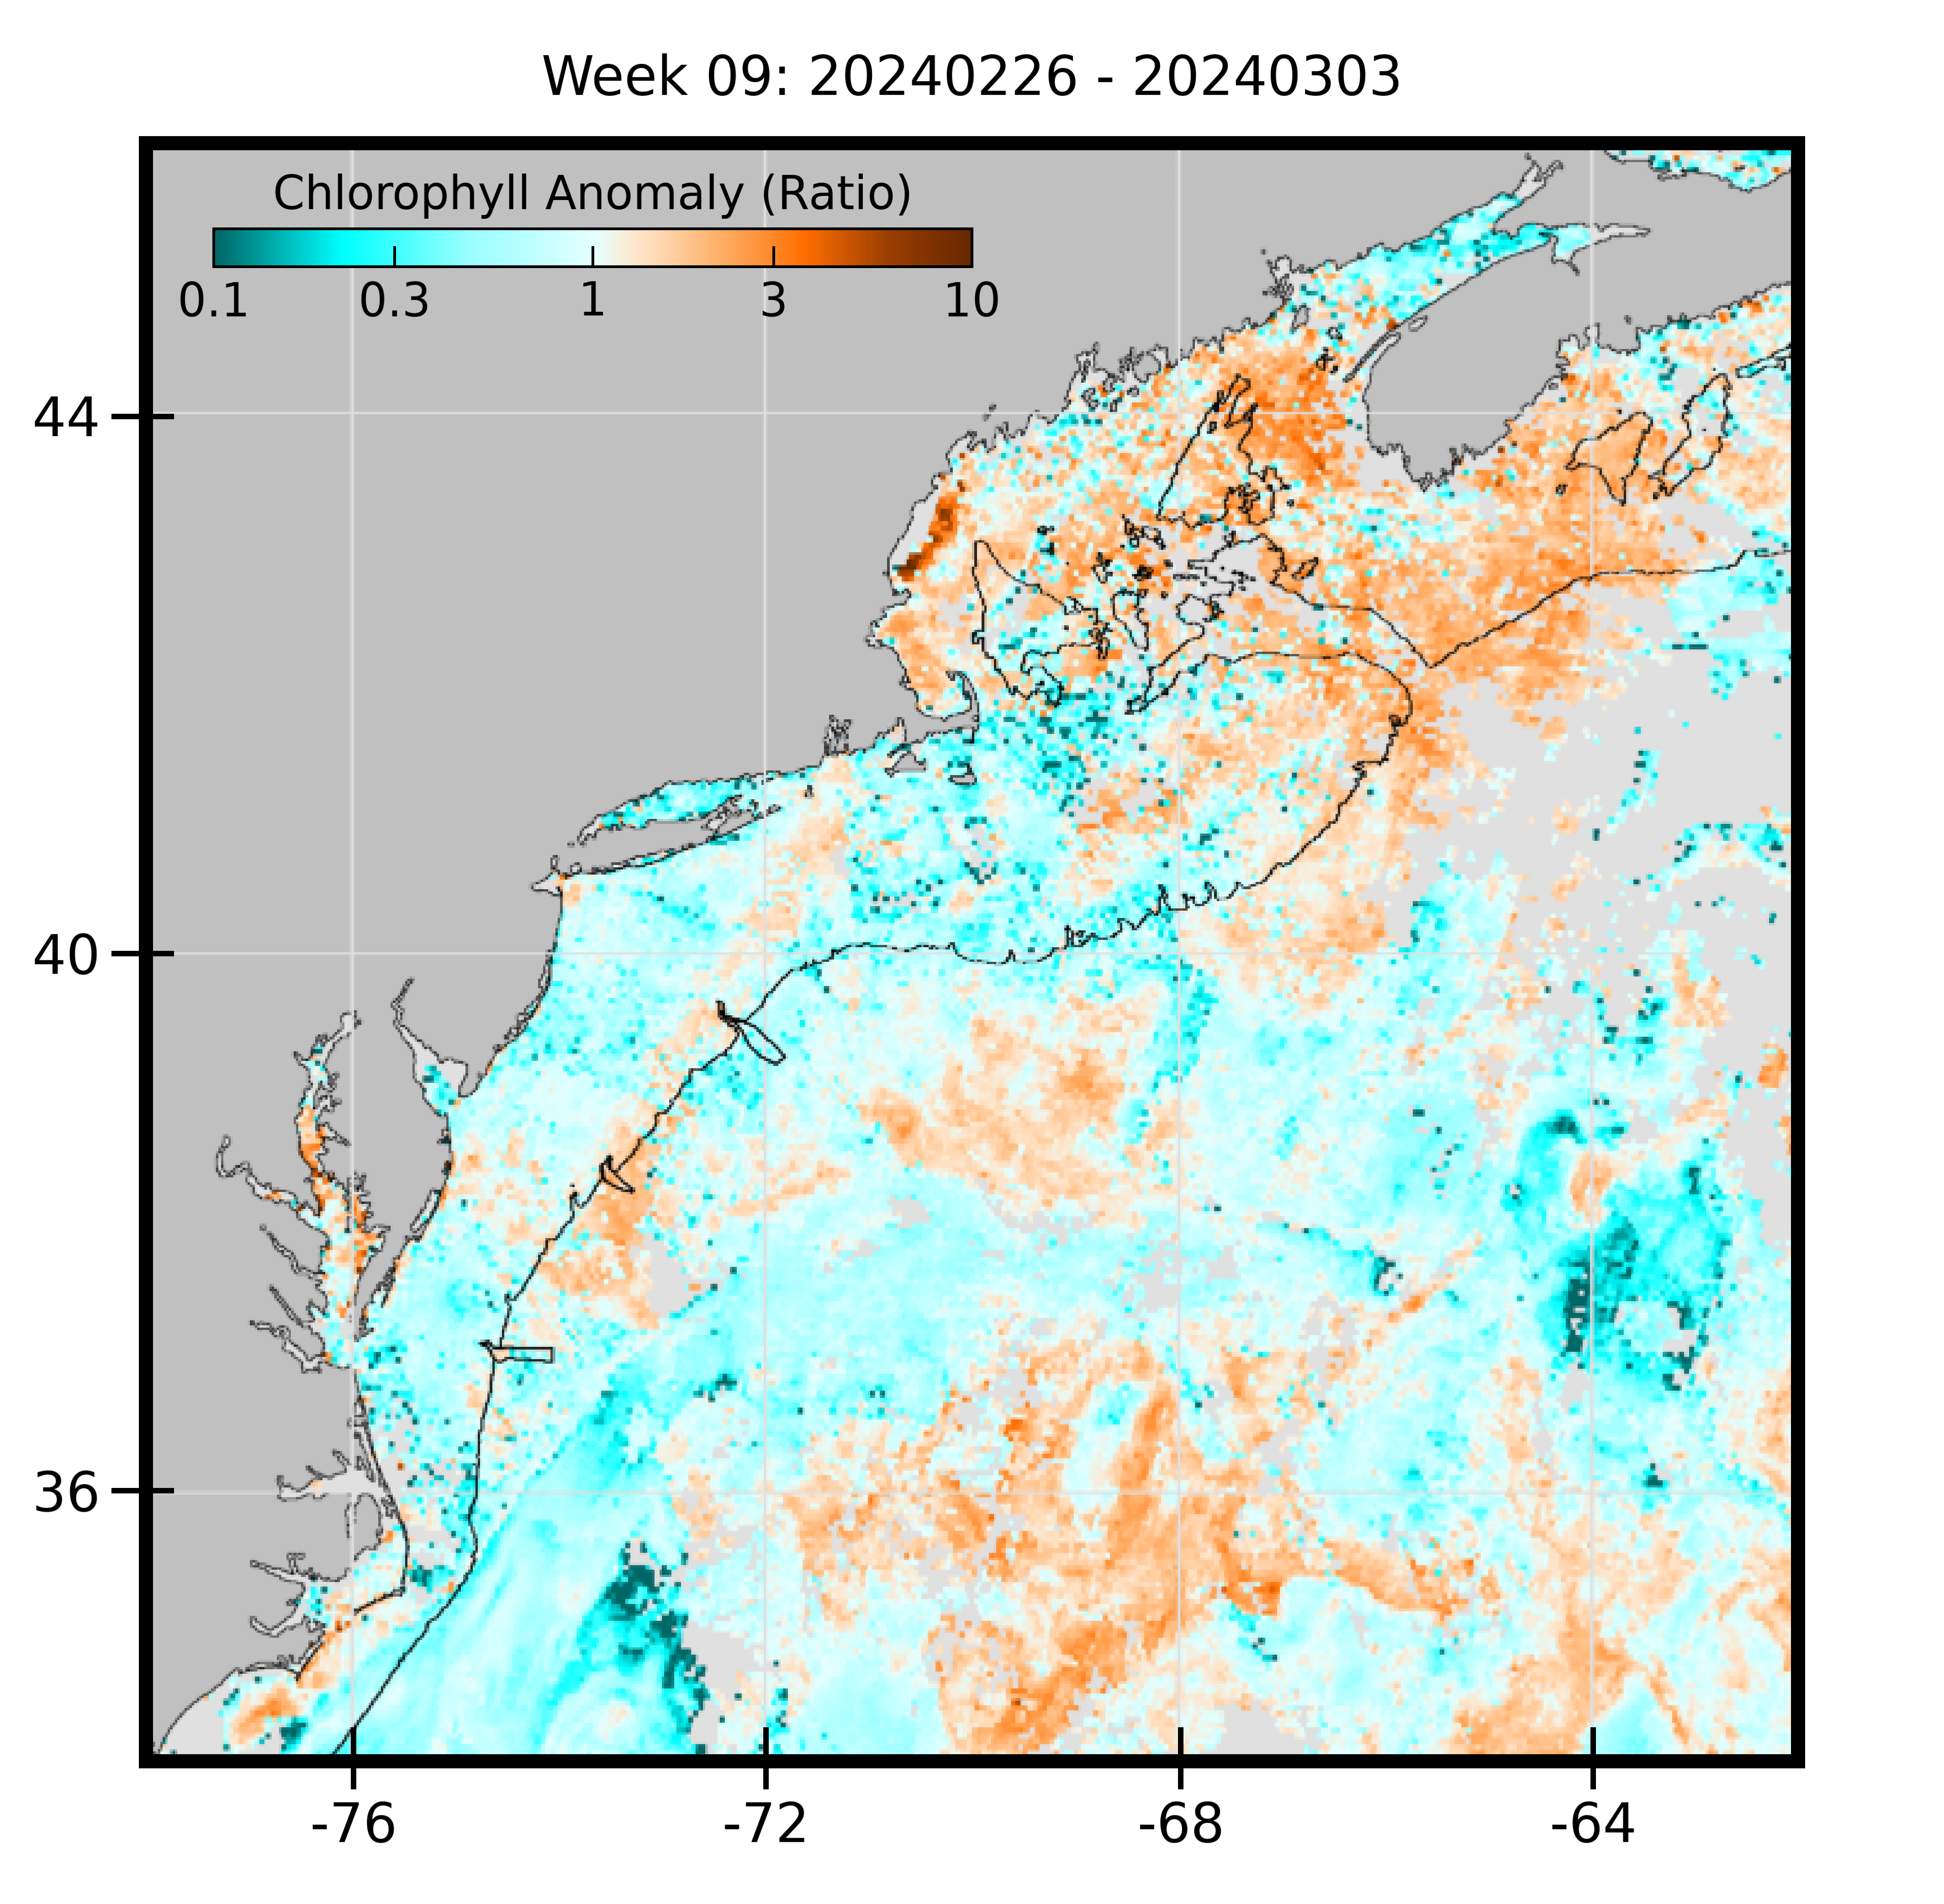 Week 09: 20240226 - 20240303
Chlorophyll Anomaly (Ratio)
0.1 0.3 1 3 10
44
40
36
-76 -72 -68 -64